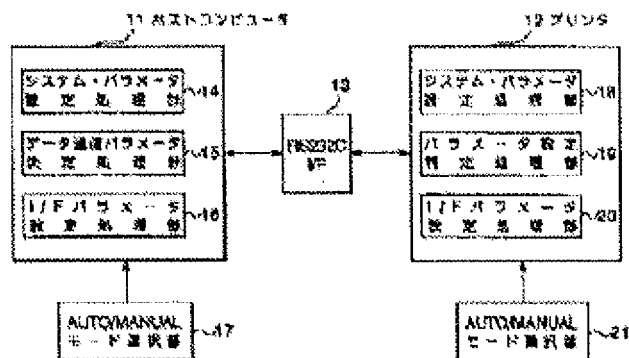 11 ホストコンピュータ
12 プリンタ
システム・パラメータ
設定処理部
14
データ通信パラメータ
決定処理部
15
I/Fパラメータ
設定処理部
16
13
RS232C
I/F
システム・パラメータ
設定処理部
18
パラメータ設定
判定処理部
19
I/Fパラメータ
設定処理部
20
AUTO/MANUAL
モード選択部
17
AUTO/MANUAL
モード選択部
21